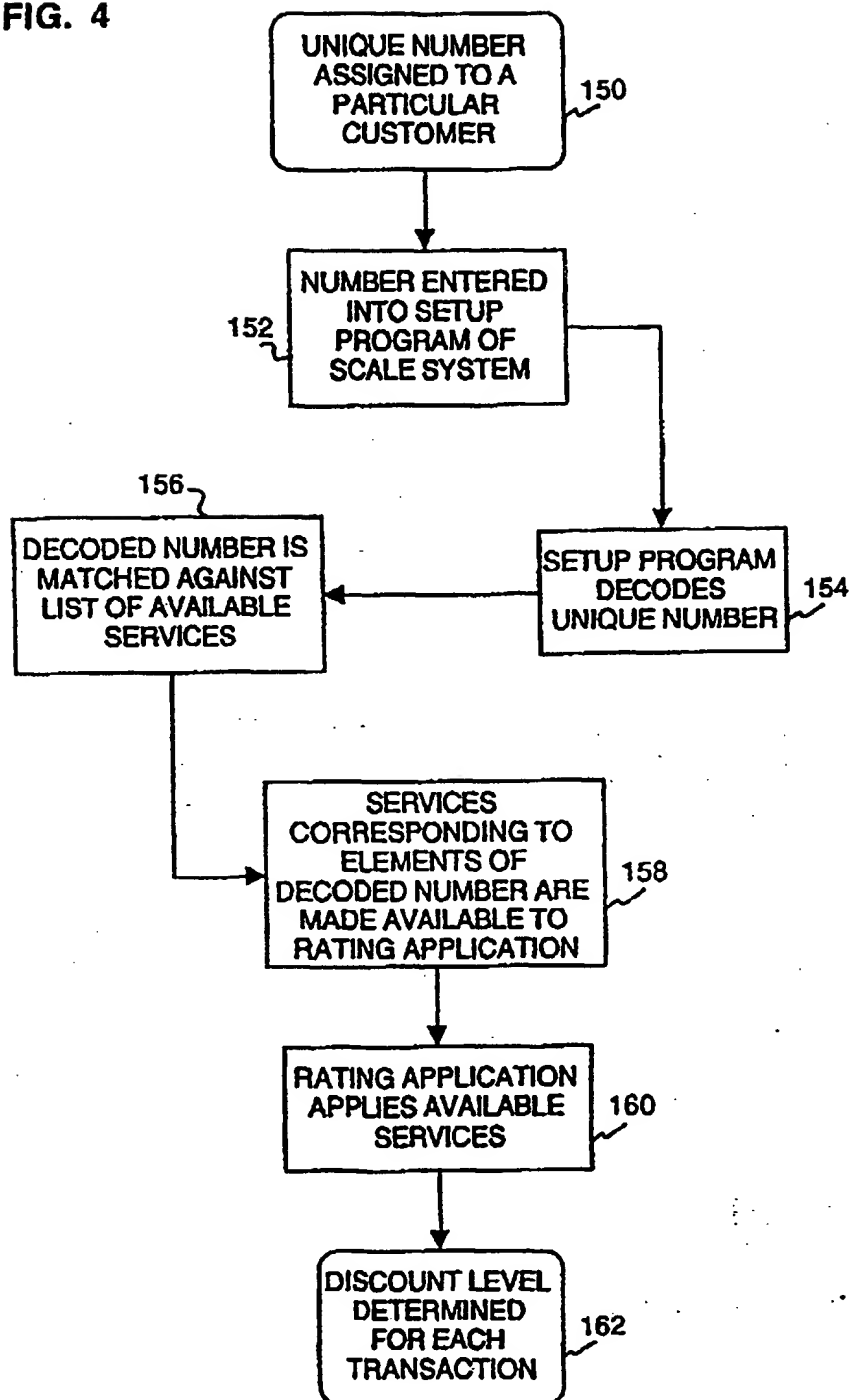 FIG. 4
UNIQUE NUMBER
ASSIGNED TO A
PARTICULAR
CUSTOMER
150
NUMBER ENTERED
INTO SETUP
PROGRAM OF
SCALE SYSTEM
152
SETUP PROGRAM
DECODES
UNIQUE NUMBER
154
156
DECODED NUMBER IS
MATCHED AGAINST
LIST OF AVAILABLE
SERVICES
SERVICES
CORRESPONDING TO
ELEMENTS OF
DECODED NUMBER ARE
MADE AVAILABLE TO
RATING APPLICATION
158
RATING APPLICATION
APPLIES AVAILABLE
SERVICES
160
DISCOUNT LEVEL
DETERMINED
FOR EACH
TRANSACTION
162